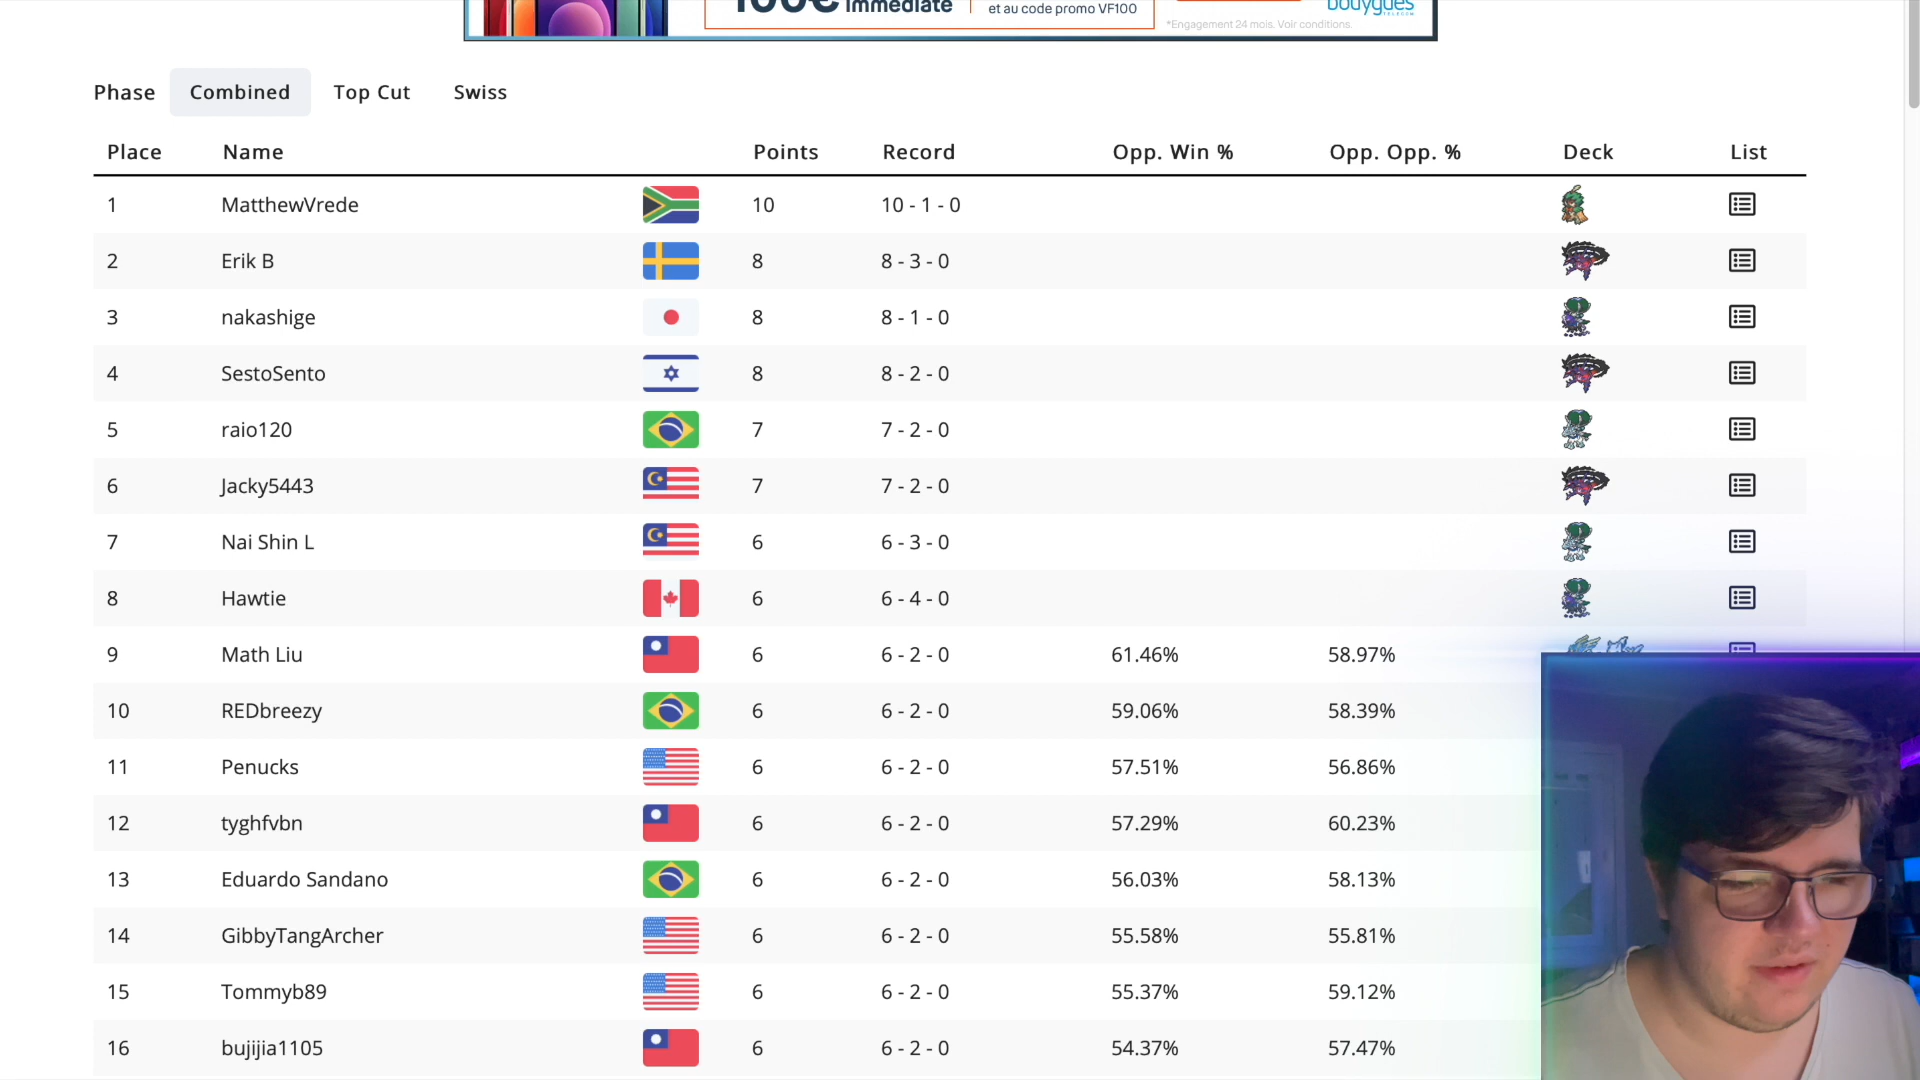 100€ immédiate
et au code promo VF100
bouygues
TELECOM
*Engagement 24 mois. Voir conditions.
Phase Combined Top Cut Swiss
Place Name Points Record Opp. Win % Opp. Opp. % Deck List
1 MatthewVrede 10 10 - 1 - 0
2 Erik B 8 8 - 3 - 0
3 nakashige 8 8 - 1 - 0
4 SestoSento 8 8 - 2 - 0
5 raio120 7 7 - 2 - 0
6 Jacky5443 7 7 - 2 - 0
7 Nai Shin L 6 6 - 3 - 0
8 Hawtie 6 6 - 4 - 0
9 Math Liu 6 6 - 2 - 0 61.46% 58.97%
10 REDbreezy 6 6 - 2 - 0 59.06% 58.39%
11 Penucks 6 6 - 2 - 0 57.51% 56.86%
12 tyghfvbn 6 6 - 2 - 0 57.29% 60.23%
13 Eduardo Sandano 6 6 - 2 - 0 56.03% 58.13%
14 GibbyTangArcher 6 6 - 2 - 0 55.58% 55.81%
15 Tommyb89 6 6 - 2 - 0 55.37% 59.12%
16 bujijia1105 6 6 - 2 - 0 54.37% 57.47%